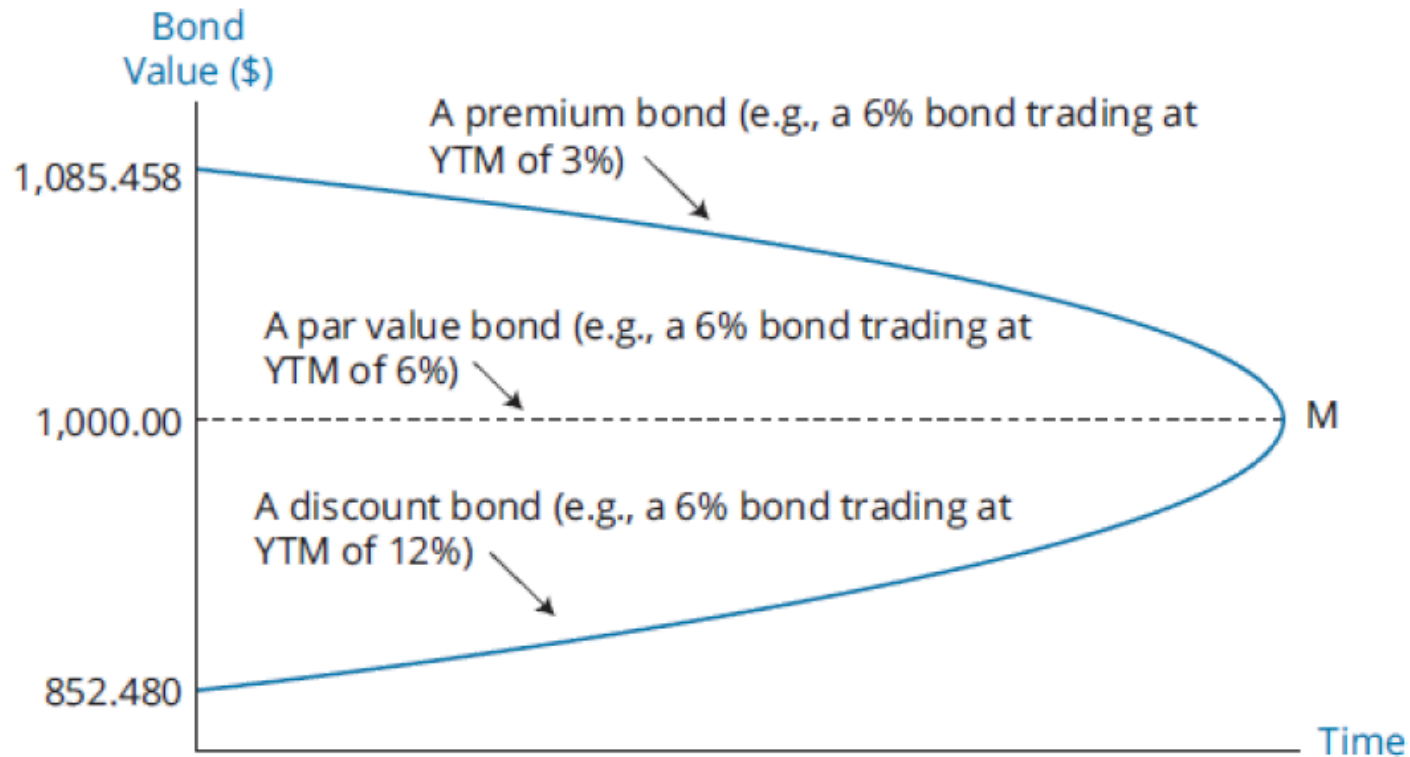 Bond
Value ($)
A premium bond (e.g., a 6% bond trading at
YTM of 3%)
1,085.458
A par value bond (e.g., a 6% bond trading at
YTM of 6%)
1,000.00
M
A discount bond (e.g., a 6% bond trading at
YTM of 12%)
852.480
Time